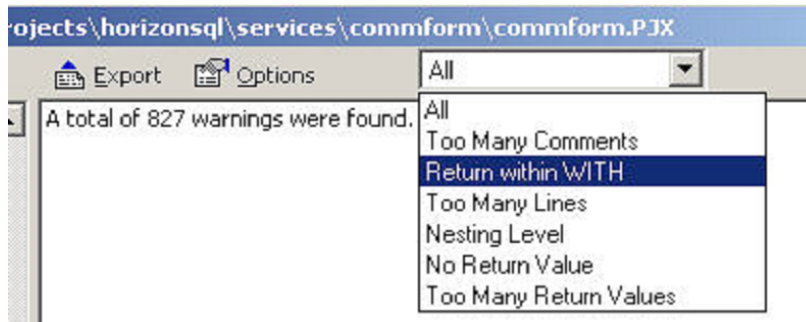 ojects\horizonsql\services\commform\commform.PJX
Export Options All
A total of 827 warnings were found.
All
Too Many Comments
Return within WITH
Too Many Lines
Nesting Level
No Return Value
Too Many Return Values